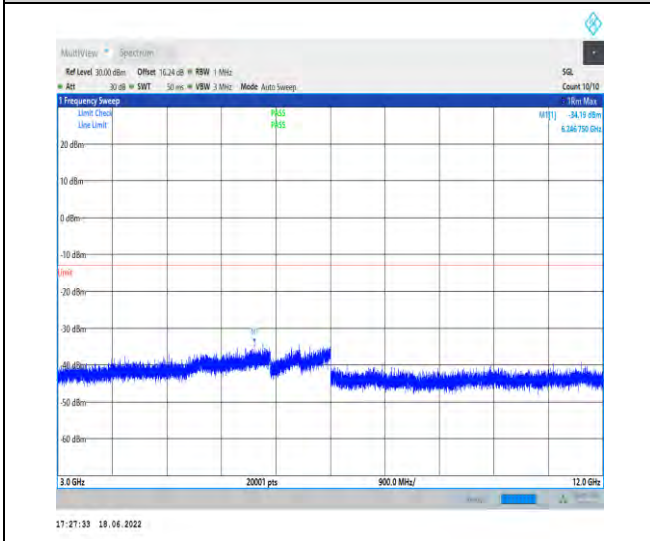 MultiView Spectrum
Ref Level 30.00 dBm Offset 16.24 dB RBW 1 MHz SGL
Att 30 dB SWT 50 ms VBW 3 MHz Mode Auto Sweep Count 10/10
1 Frequency Sweep 1Rm Max
Limit Check PASS M1[1] -34.19 dBm
Line Limit PASS 6.246 750 GHz
20 dBm
10 dBm
0 dBm
-10 dBm
Limit
-20 dBm
-30 dBm
M1
-40 dBm
-50 dBm
-60 dBm
3.0 GHz 20001 pts 900.0 MHz/ 12.0 GHz
17:27:33 18.06.2022